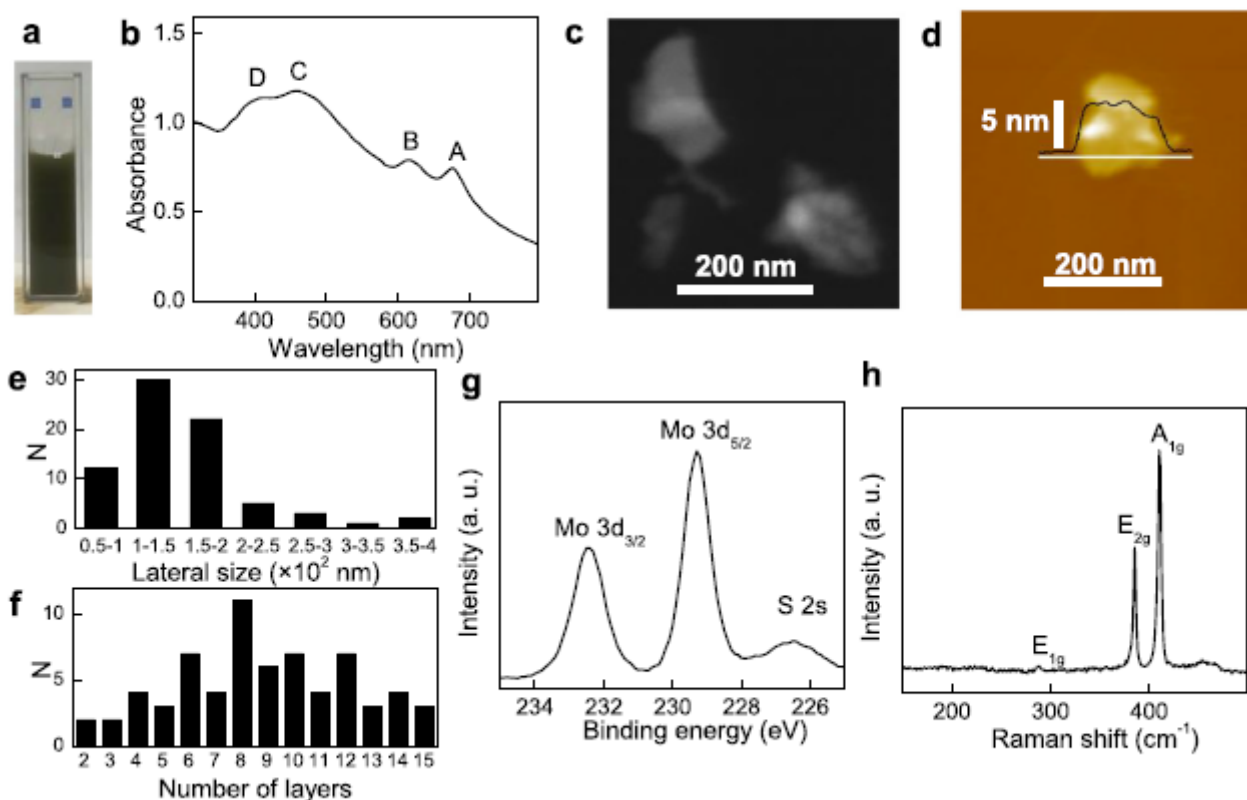 a
b
1.5
1.0
0.5
0.0
Absorbance
D
C
B
A
400 500 600 700
Wavelength (nm)
c
200 nm
d
5 nm
200 nm
e
30
20
10
0
N
0.5-1 1-1.5 1.5-2 2-2.5 2.5-3 3-3.5 3.5-4
Lateral size (×10² nm)
f
10
5
0
N
2 3 4 5 6 7 8 9 10 11 12 13 14 15
Number of layers
g
Intensity (a. u.)
Mo 3d₃/₂
Mo 3d₅/₂
S 2s
234 232 230 228 226
Binding energy (eV)
h
Intensity (a. u.)
E₁g
E₂g
A₁g
200 300 400
Raman shift (cm⁻¹)